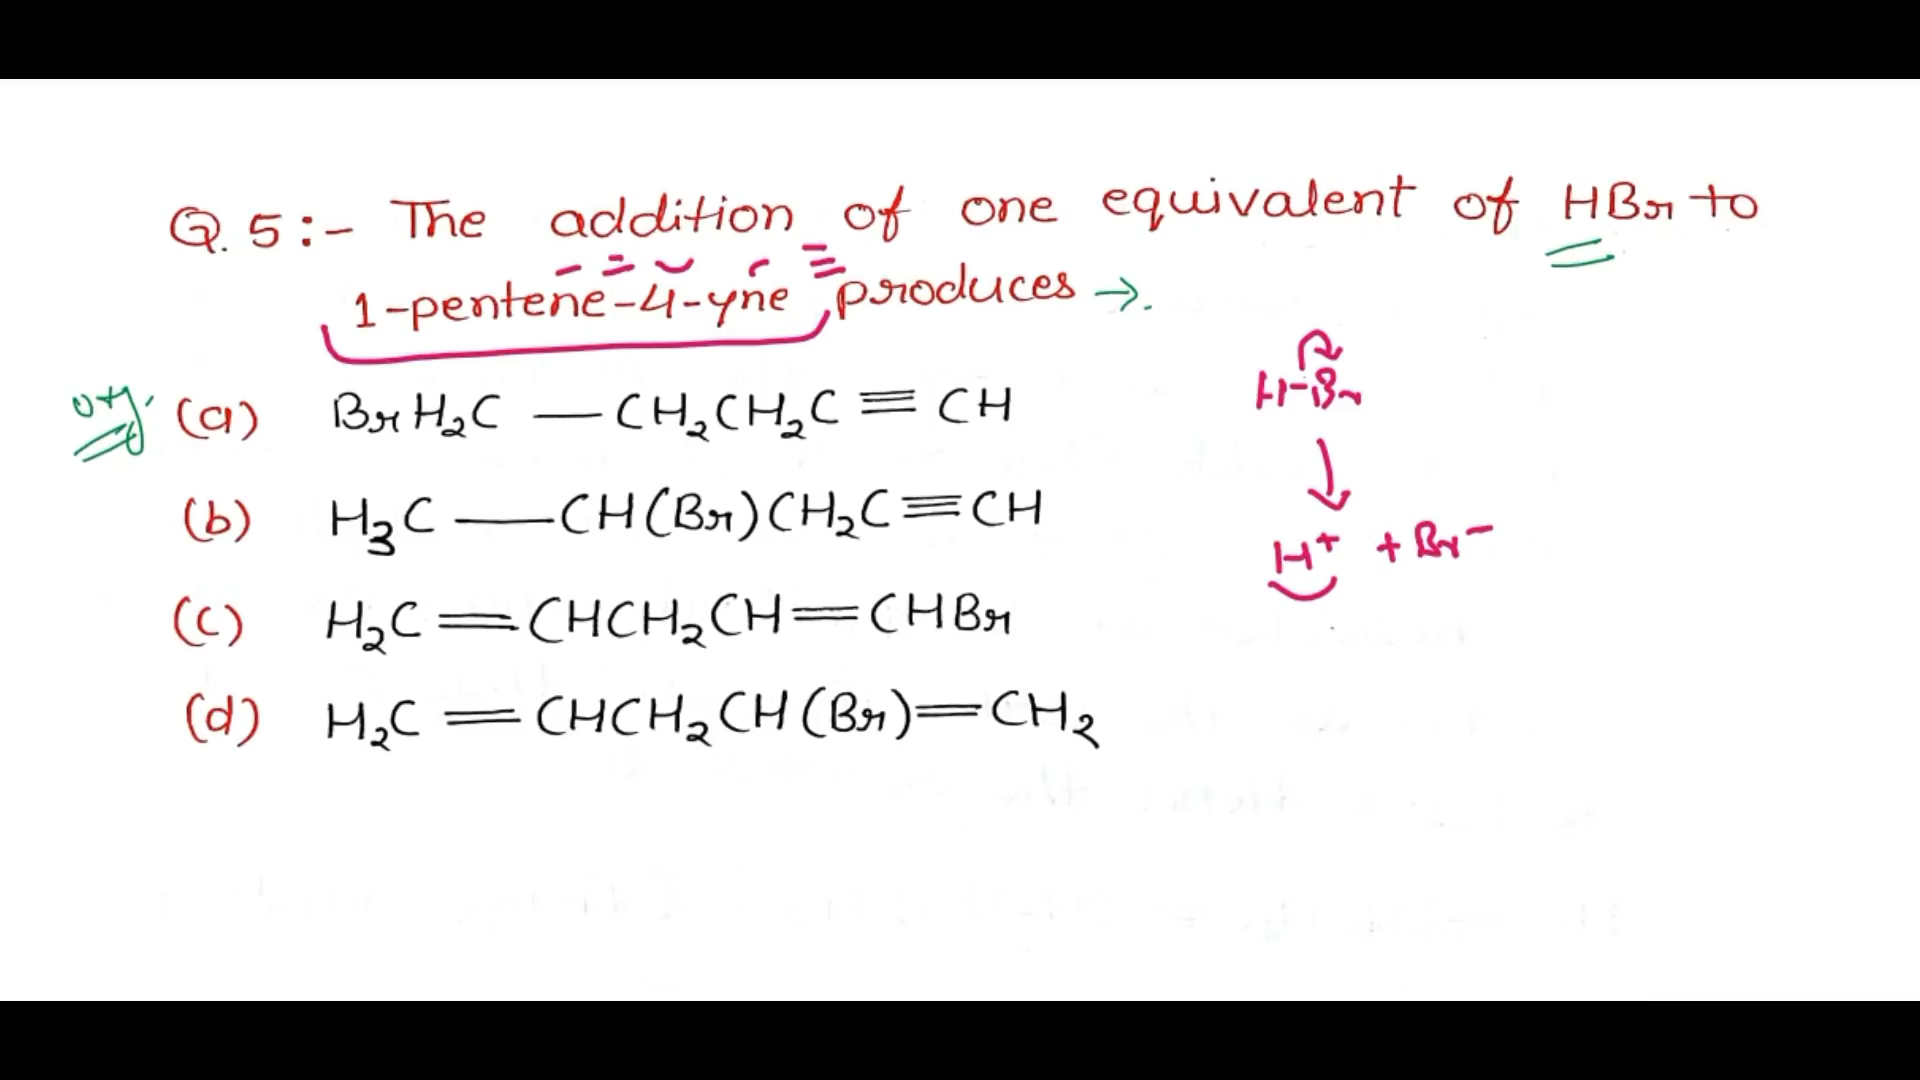 Q.5:- The addition of one equivalent of HBr to
1-pentene-4-yne produces →.
(a) BrH₂C — CH₂CH₂C ≡ CH
(b) H₃C — CH(Br)CH₂C ≡ CH
(c) H₂C = CHCH₂CH = CHBr
(d) H₂C = CHCH₂CH(Br) = CH₂
H-Br
H⁺ + Br⁻